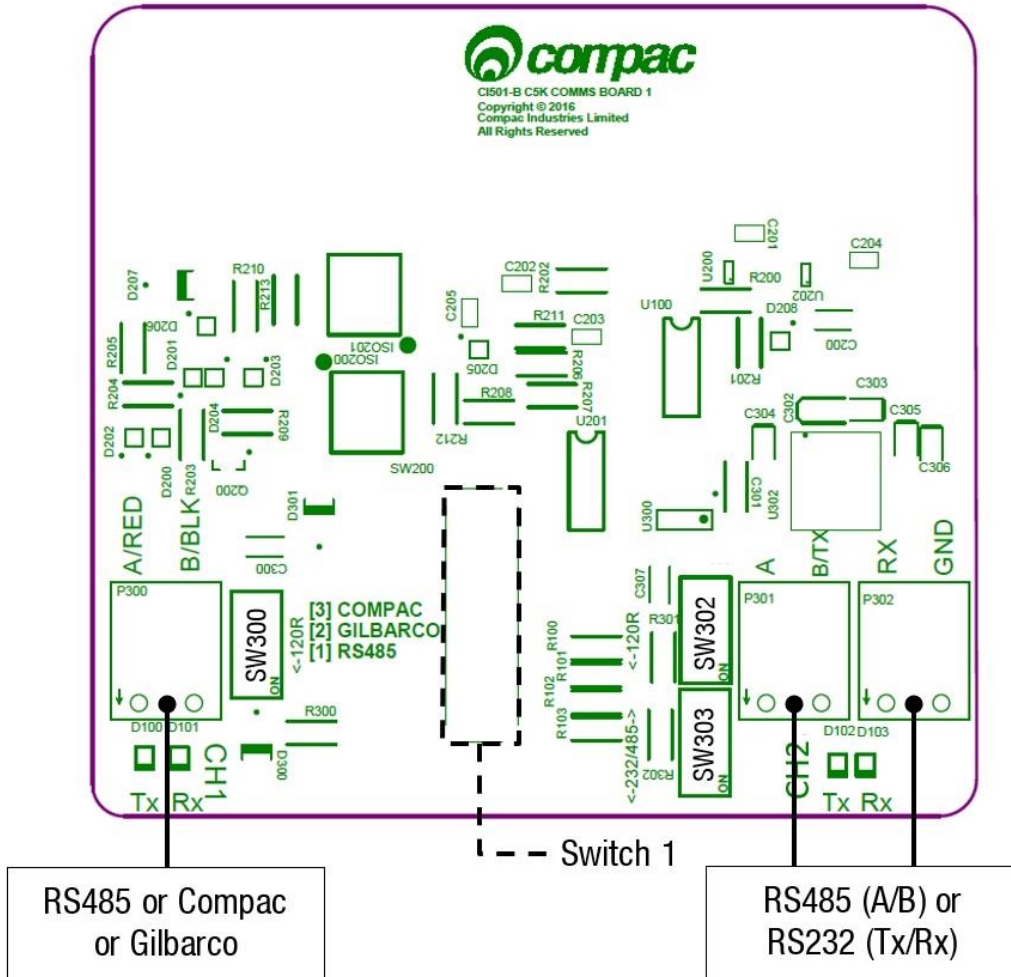 compac
CI501-B C5K COMMS BOARD 1
Copyright © 2016
Compac Industries Limited
All Rights Reserved
C201
C204
D207
R210
R213
C202
R202
U200
R200
U202
C205
U100
D208
D206
R211
C203
C200
R205
D201
ISO201
ISO200
D203
D205
R206
R201
R204
R208
R207
C302
C303
D202
D204
R209
R212
U201
C304
C305
D200
R203
Q200
SW200
C306
A/RED
B/BLK
D301
U300
C301
U302
A
B/TX
RX
GND
C300
P300
SW300
<-120R
[3] COMPAC
[2] GILBARCO
[1] RS485
C307
SW302
P301
P302
R100
R301
<-120R
R101
ON
ON
R102
R103
R300
D100
D101
D102
D103
CH1
D300
<-232/485->
R302
SW303
ON
CH2
Tx
Rx
Tx
Rx
Switch 1
RS485 or Compac
or Gilbarco
RS485 (A/B) or
RS232 (Tx/Rx)